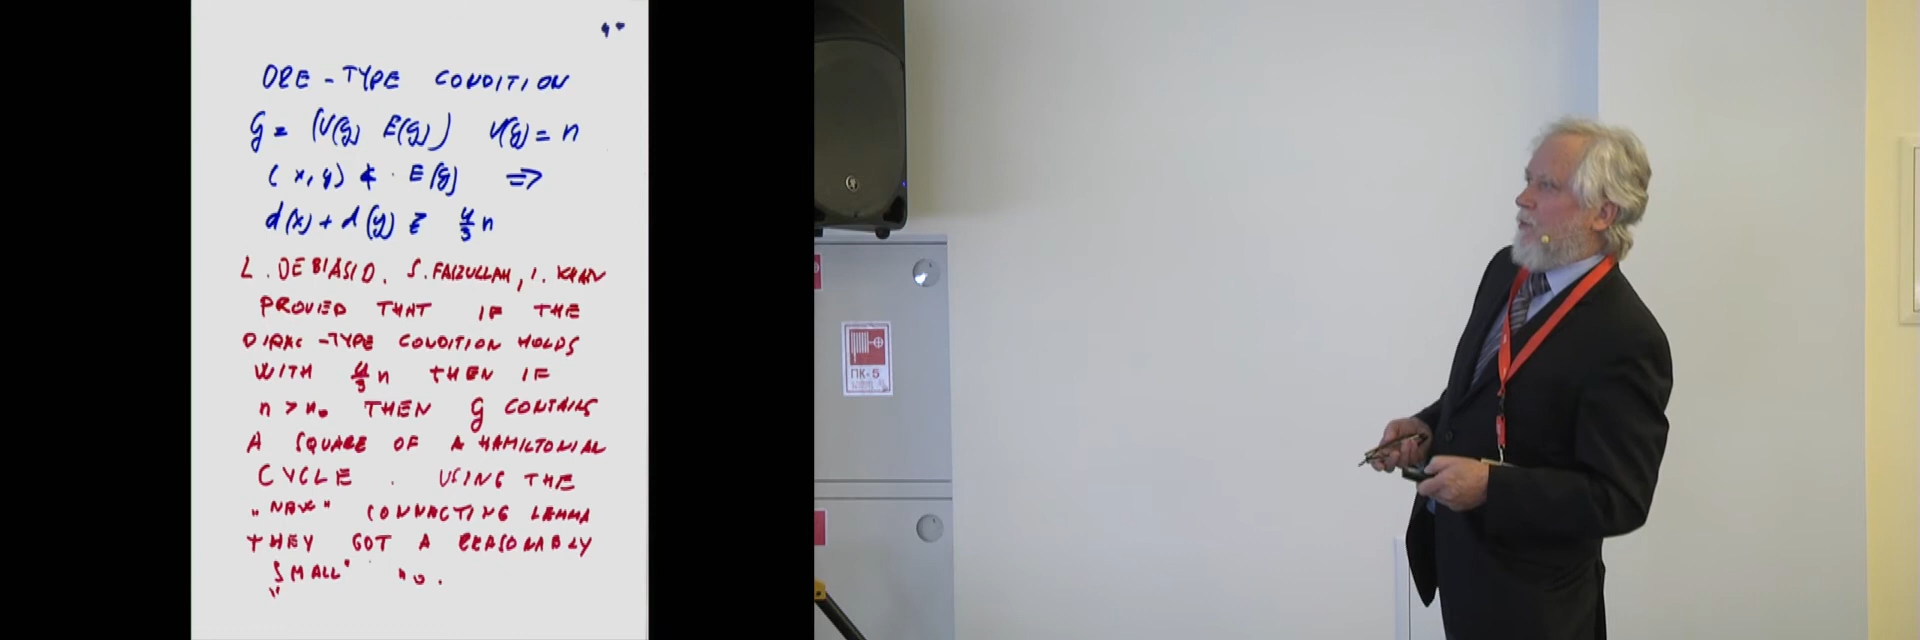 ORE-TYPE CONDITION
G = (V(G) E(G)) V(G) = n
(x, y) ∉ E(G) ⇒
d(x) + d(y) ≥ 4/3 n
L. DEBIASIO, S. FAIZULLAH, I. KHAN
PROVED THAT IF THE
DIRAC-TYPE CONDITION HOLDS
WITH 4/3 n THEN IF
n > n₀ THEN G CONTAINS
A SQUARE OF A HAMILTONIAN
CYCLE. USING THE
"NEW" CONNECTING LEMMA
THEY GOT A REASONABLY
"SMALL" n₀.
ПК-5